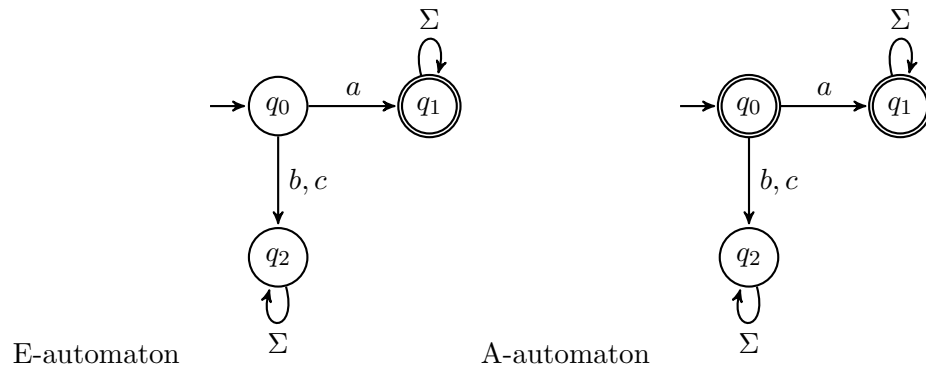 Σ Σ
q₀ a q₁ q₀ a q₁
b, c b, c
q₂ q₂
Σ Σ
E-automaton A-automaton